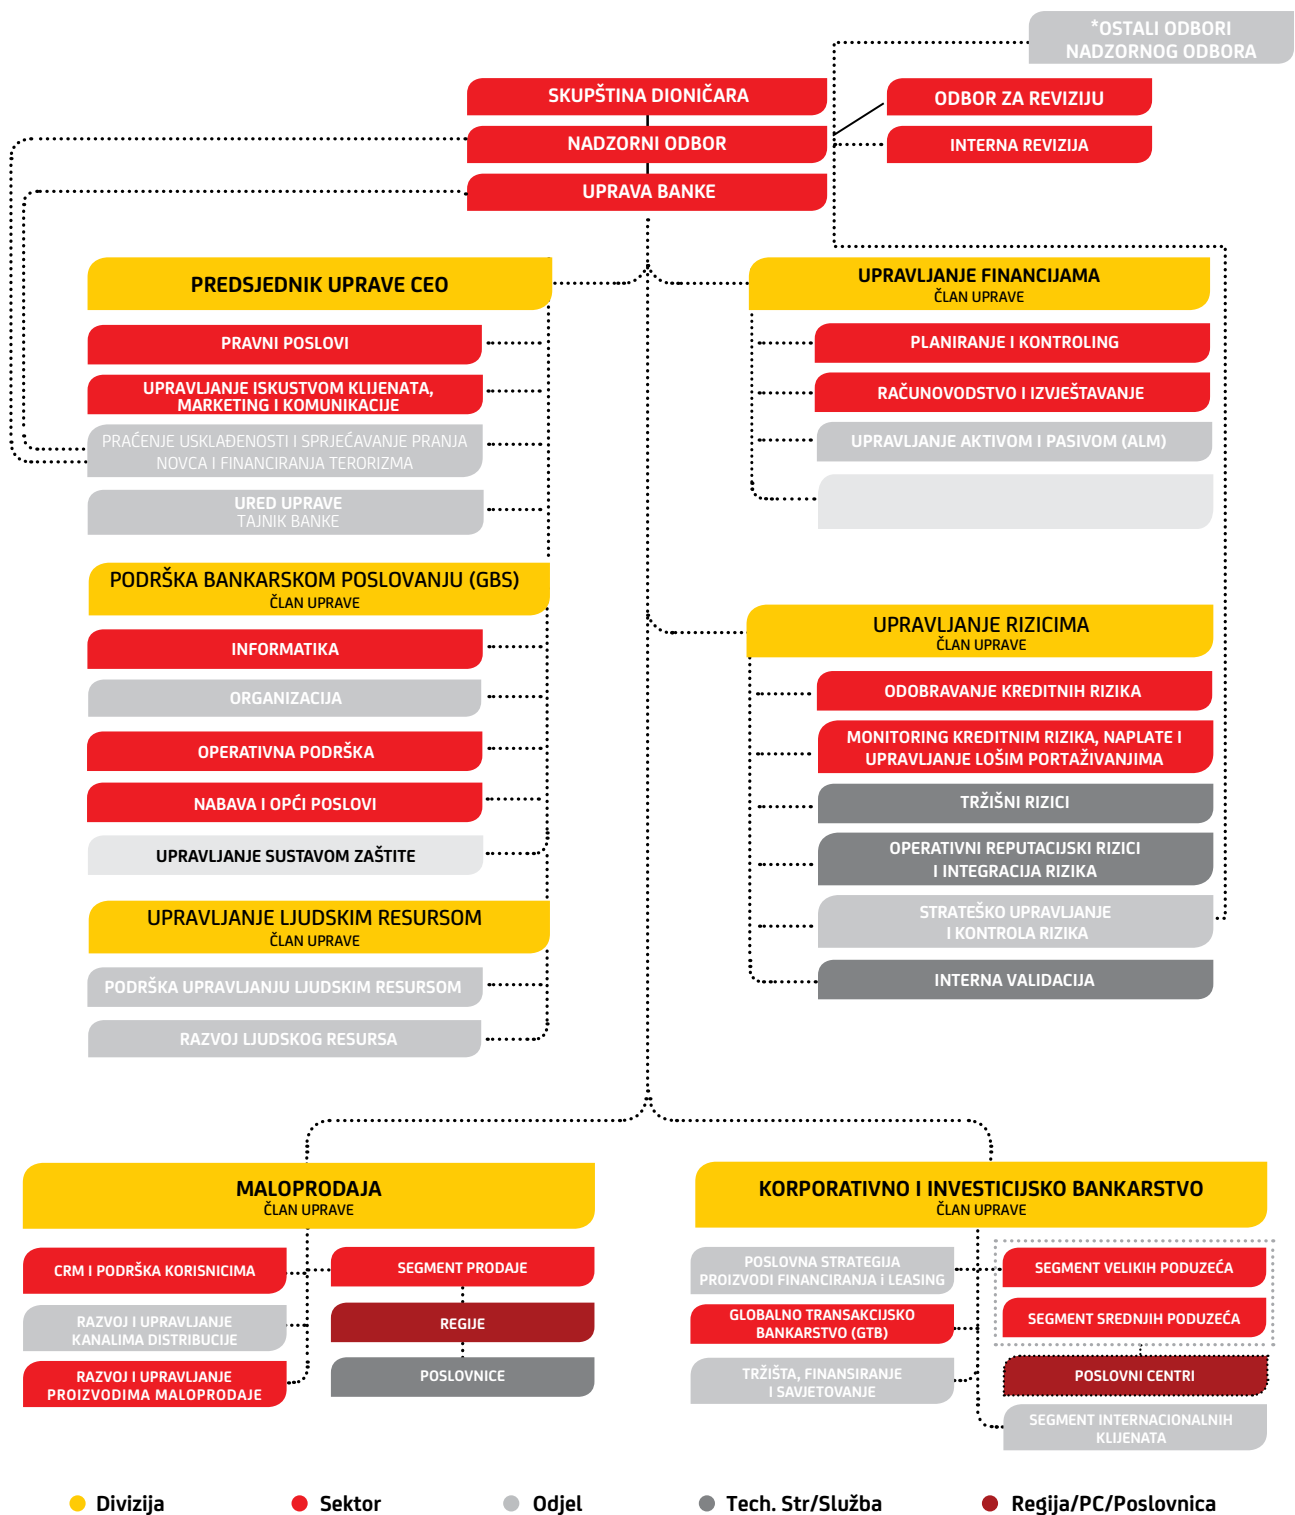 *OSTALI ODBORI
NADZORNOG ODBORA
SKUPŠTINA DIONIČARA
ODBOR ZA REVIZIJU
NADZORNI ODBOR
INTERNA REVIZIJA
UPRAVA BANKE
PREDSJEDNIK UPRAVE CEO
PRAVNI POSLOVI
UPRAVLJANJE ISKUSTVOM KLIJENATA,
MARKETING I KOMUNIKACIJE
PRAĆENJE USKLAĐENOSTI I SPRJEĆAVANJE PRANJA
NOVCA I FINANCIRANJA TERORIZMA
URED UPRAVE
TAJNIK BANKE
PODRŠKA BANKARSKOM POSLOVANJU (GBS)
ČLAN UPRAVE
INFORMATIKA
ORGANIZACIJA
OPERATIVNA PODRŠKA
NABAVA I OPĆI POSLOVI
UPRAVLJANJE SUSTAVOM ZAŠTITE
UPRAVLJANJE LJUDSKIM RESURSOM
ČLAN UPRAVE
PODRŠKA UPRAVLJANJU LJUDSKIM RESURSOM
RAZVOJ LJUDSKOG RESURSA
UPRAVLJANJE FINANCIJAMA
ČLAN UPRAVE
PLANIRANJE I KONTROLING
RAČUNOVODSTVO I IZVJEŠTAVANJE
UPRAVLJANJE AKTIVOM I PASIVOM (ALM)
UPRAVLJANJE RIZICIMA
ČLAN UPRAVE
ODOBRAVANJE KREDITNIH RIZIKA
MONITORING KREDITNIM RIZIKA, NAPLATE I
UPRAVLJANJE LOŠIM PORTAŽIVANJIMA
TRŽIŠNI RIZICI
OPERATIVNI REPUTACIJSKI RIZICI
I INTEGRACIJA RIZIKA
STRATEŠKO UPRAVLJANJE
I KONTROLA RIZIKA
INTERNA VALIDACIJA
MALOPRODAJA
ČLAN UPRAVE
CRM I PODRŠKA KORISNICIMA
RAZVOJ I UPRAVLJANJE
KANALIMA DISTRIBUCIJE
RAZVOJ I UPRAVLJANJE
PROIZVODIMA MALOPRODAJE
SEGMENT PRODAJE
REGIJE
POSLOVNICE
KORPORATIVNO I INVESTICIJSKO BANKARSTVO
ČLAN UPRAVE
POSLOVNA STRATEGIJA
PROIZVODI FINANCIRANJA i LEASING
GLOBALNO TRANSAKCIJSKO
BANKARSTVO (GTB)
TRŽIŠTA, FINANSIRANJE
I SAVJETOVANJE
SEGMENT VELIKIH PODUZEĆA
SEGMENT SREDNJIH PODUZEĆA
POSLOVNI CENTRI
SEGMENT INTERNACIONALNIH
KLIJENATA
Divizija
Sektor
Odjel
Tech. Str/Služba
Regija/PC/Poslovnica